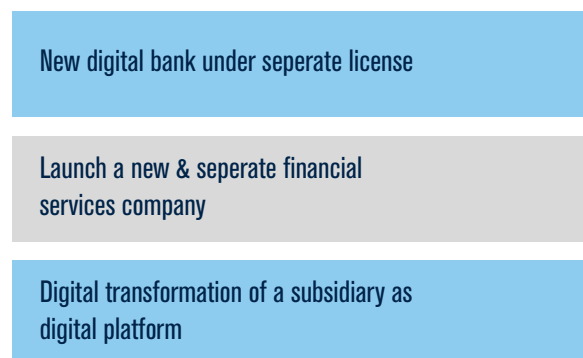 New digital bank under seperate license
Launch a new & seperate financial
services company
Digital transformation of a subsidiary as
digital platform